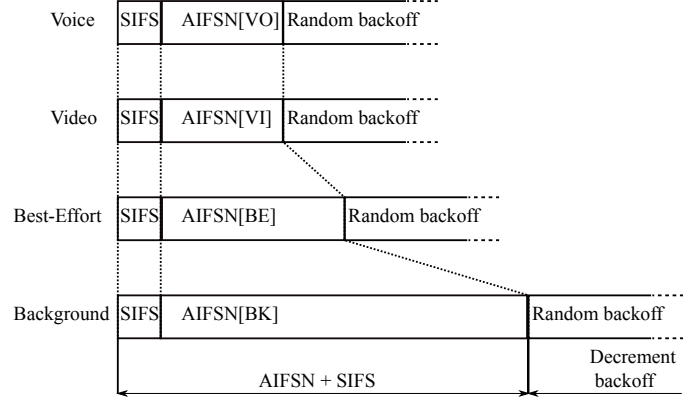 Voice SIFS AIFSN[VO] Random backoff
Video SIFS AIFSN[VI] Random backoff
Best-Effort SIFS AIFSN[BE] Random backoff
Background SIFS AIFSN[BK] Random backoff
AIFSN + SIFS
Decrement
backoff